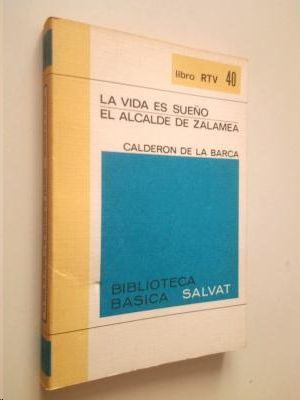 libro RTV 40
LA VIDA ES SUEÑO
EL ALCALDE DE ZALAMEA
CALDERON DE LA BARCA
BIBLIOTECA
BASICA SALVAT